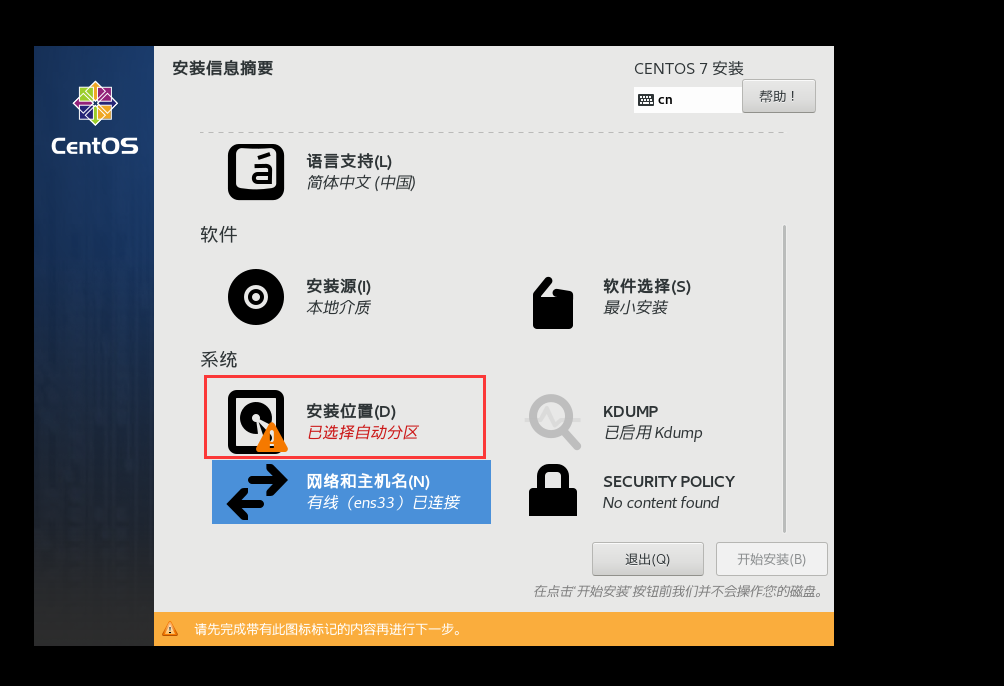 CentOS
安装信息摘要
CENTOS 7 安装
cn
帮助！
语言支持(L)
简体中文 (中国)
软件
安装源(I)
本地介质
软件选择(S)
最小安装
系统
安装位置(D)
已选择自动分区
KDUMP
已启用 Kdump
网络和主机名(N)
有线（ens33）已连接
SECURITY POLICY
No content found
退出(Q)
开始安装(B)
在点击'开始安装'按钮前我们并不会操作您的磁盘。
请先完成带有此图标标记的内容再进行下一步。